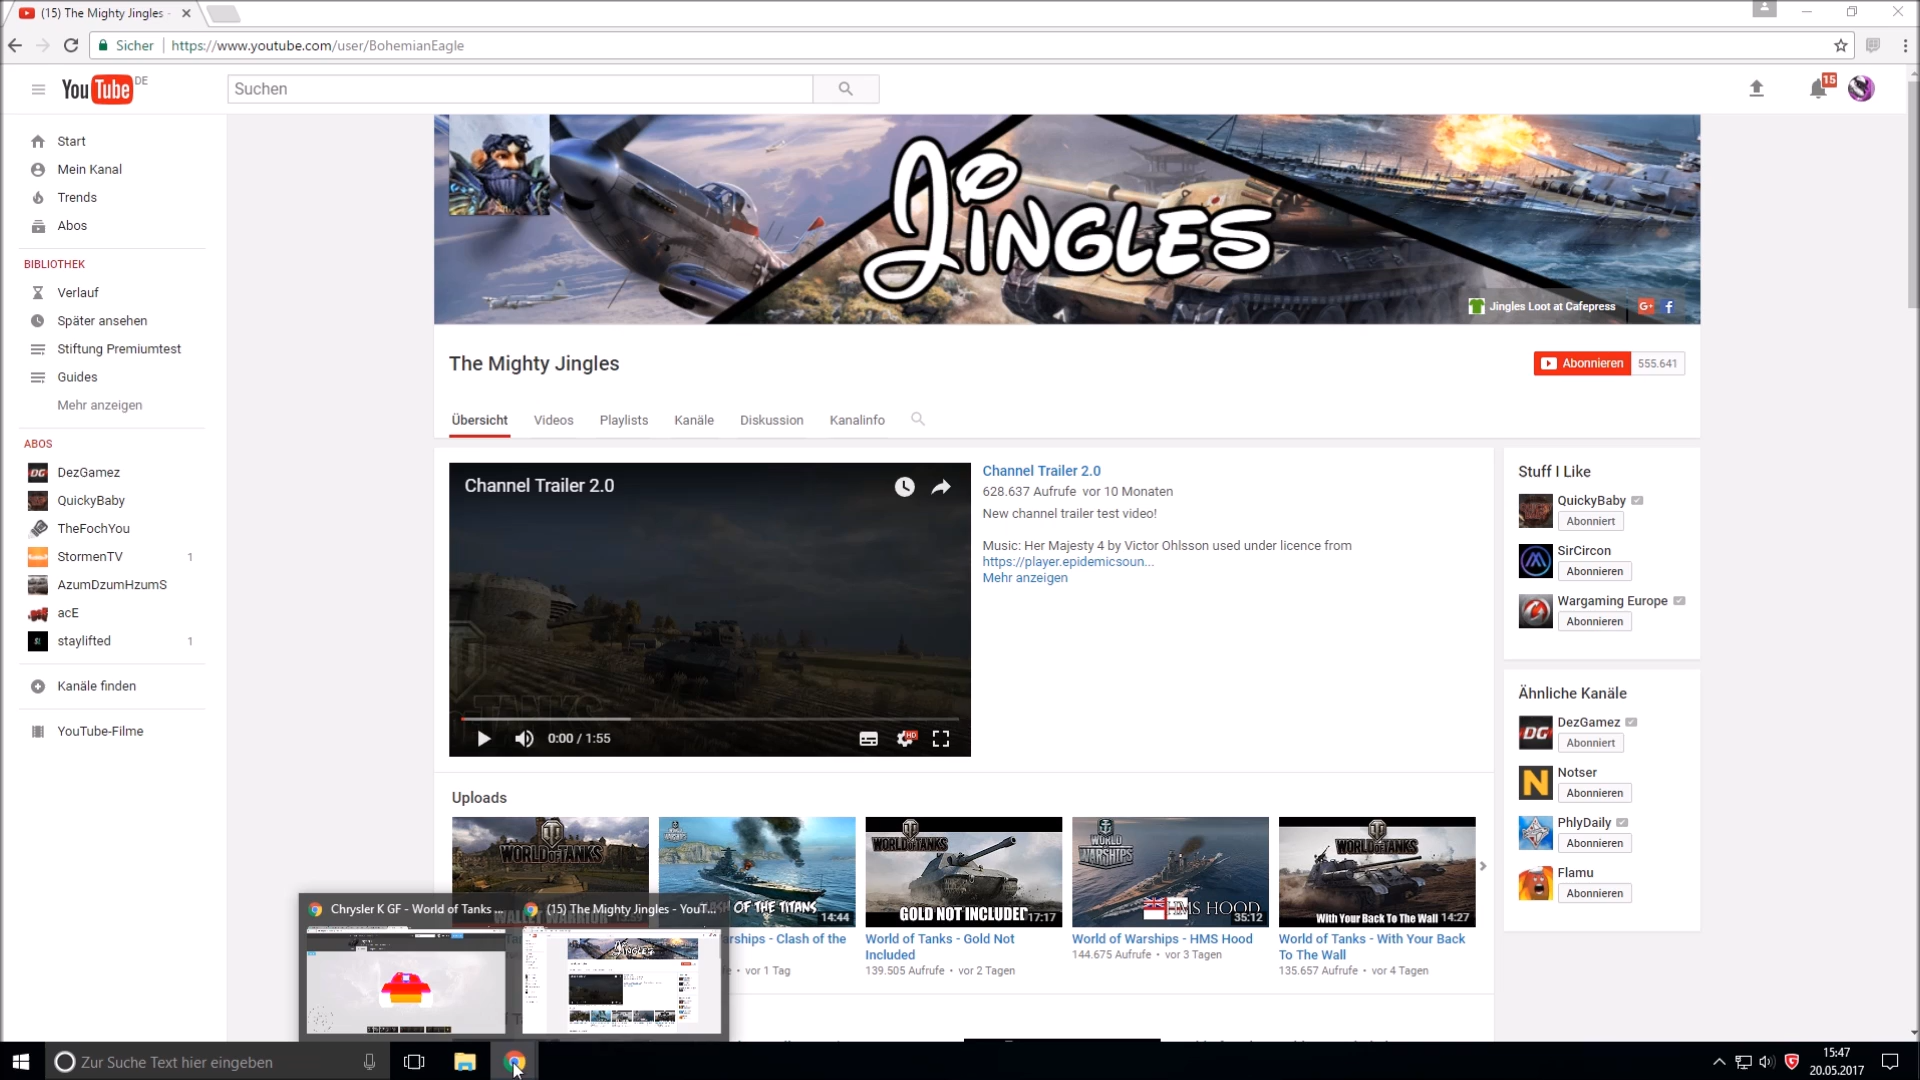 (15) The Mighty Jingles -
Sicher
https://www.youtube.com/user/BohemianEagle
YouTube DE
Suchen
15
Start
Mein Kanal
Trends
Abos
BIBLIOTHEK
Verlauf
Später ansehen
Stiftung Premiumtest
Guides
Mehr anzeigen
ABOS
DezGamez
QuickyBaby
TheFochYou
StormenTV 1
AzumDzumHzumS
acE
staylifted 1
Kanäle finden
YouTube-Filme
JINGLES
Jingles Loot at Cafepress
The Mighty Jingles
Abonnieren 555.641
Übersicht Videos Playlists Kanäle Diskussion Kanalinfo
Channel Trailer 2.0
0:00 / 1:55
HD
Channel Trailer 2.0
628.637 Aufrufe vor 10 Monaten
New channel trailer test video!
Music: Her Majesty 4 by Victor Ohlsson used under licence from
https://player.epidemicsoun...
Mehr anzeigen
Stuff I Like
QuickyBaby
Abonniert
SirCircon
Abonnieren
Wargaming Europe
Abonnieren
Ähnliche Kanäle
DezGamez
Abonniert
Notser
Abonnieren
PhlyDaily
Abonnieren
Flamu
Abonnieren
Uploads
WORLD OF TANKS
OF THE TITANS
14:44
arships - Clash of the
• vor 1 Tag
WORLD OF TANKS
GOLD NOT INCLUDED
17:17
World of Tanks - Gold Not
Included
139.505 Aufrufe • vor 2 Tagen
WORLD OF WARSHIPS
HMS HOOD
35:12
World of Warships - HMS Hood
144.675 Aufrufe • vor 3 Tagen
WORLD OF TANKS
With Your Back To The Wall
14:27
World of Tanks - With Your Back
To The Wall
135.657 Aufrufe • vor 4 Tagen
Chrysler K GF - World of Tanks ...
(15) The Mighty Jingles - YouT...
JINGLES
Zur Suche Text hier eingeben
15:47
20.05.2017